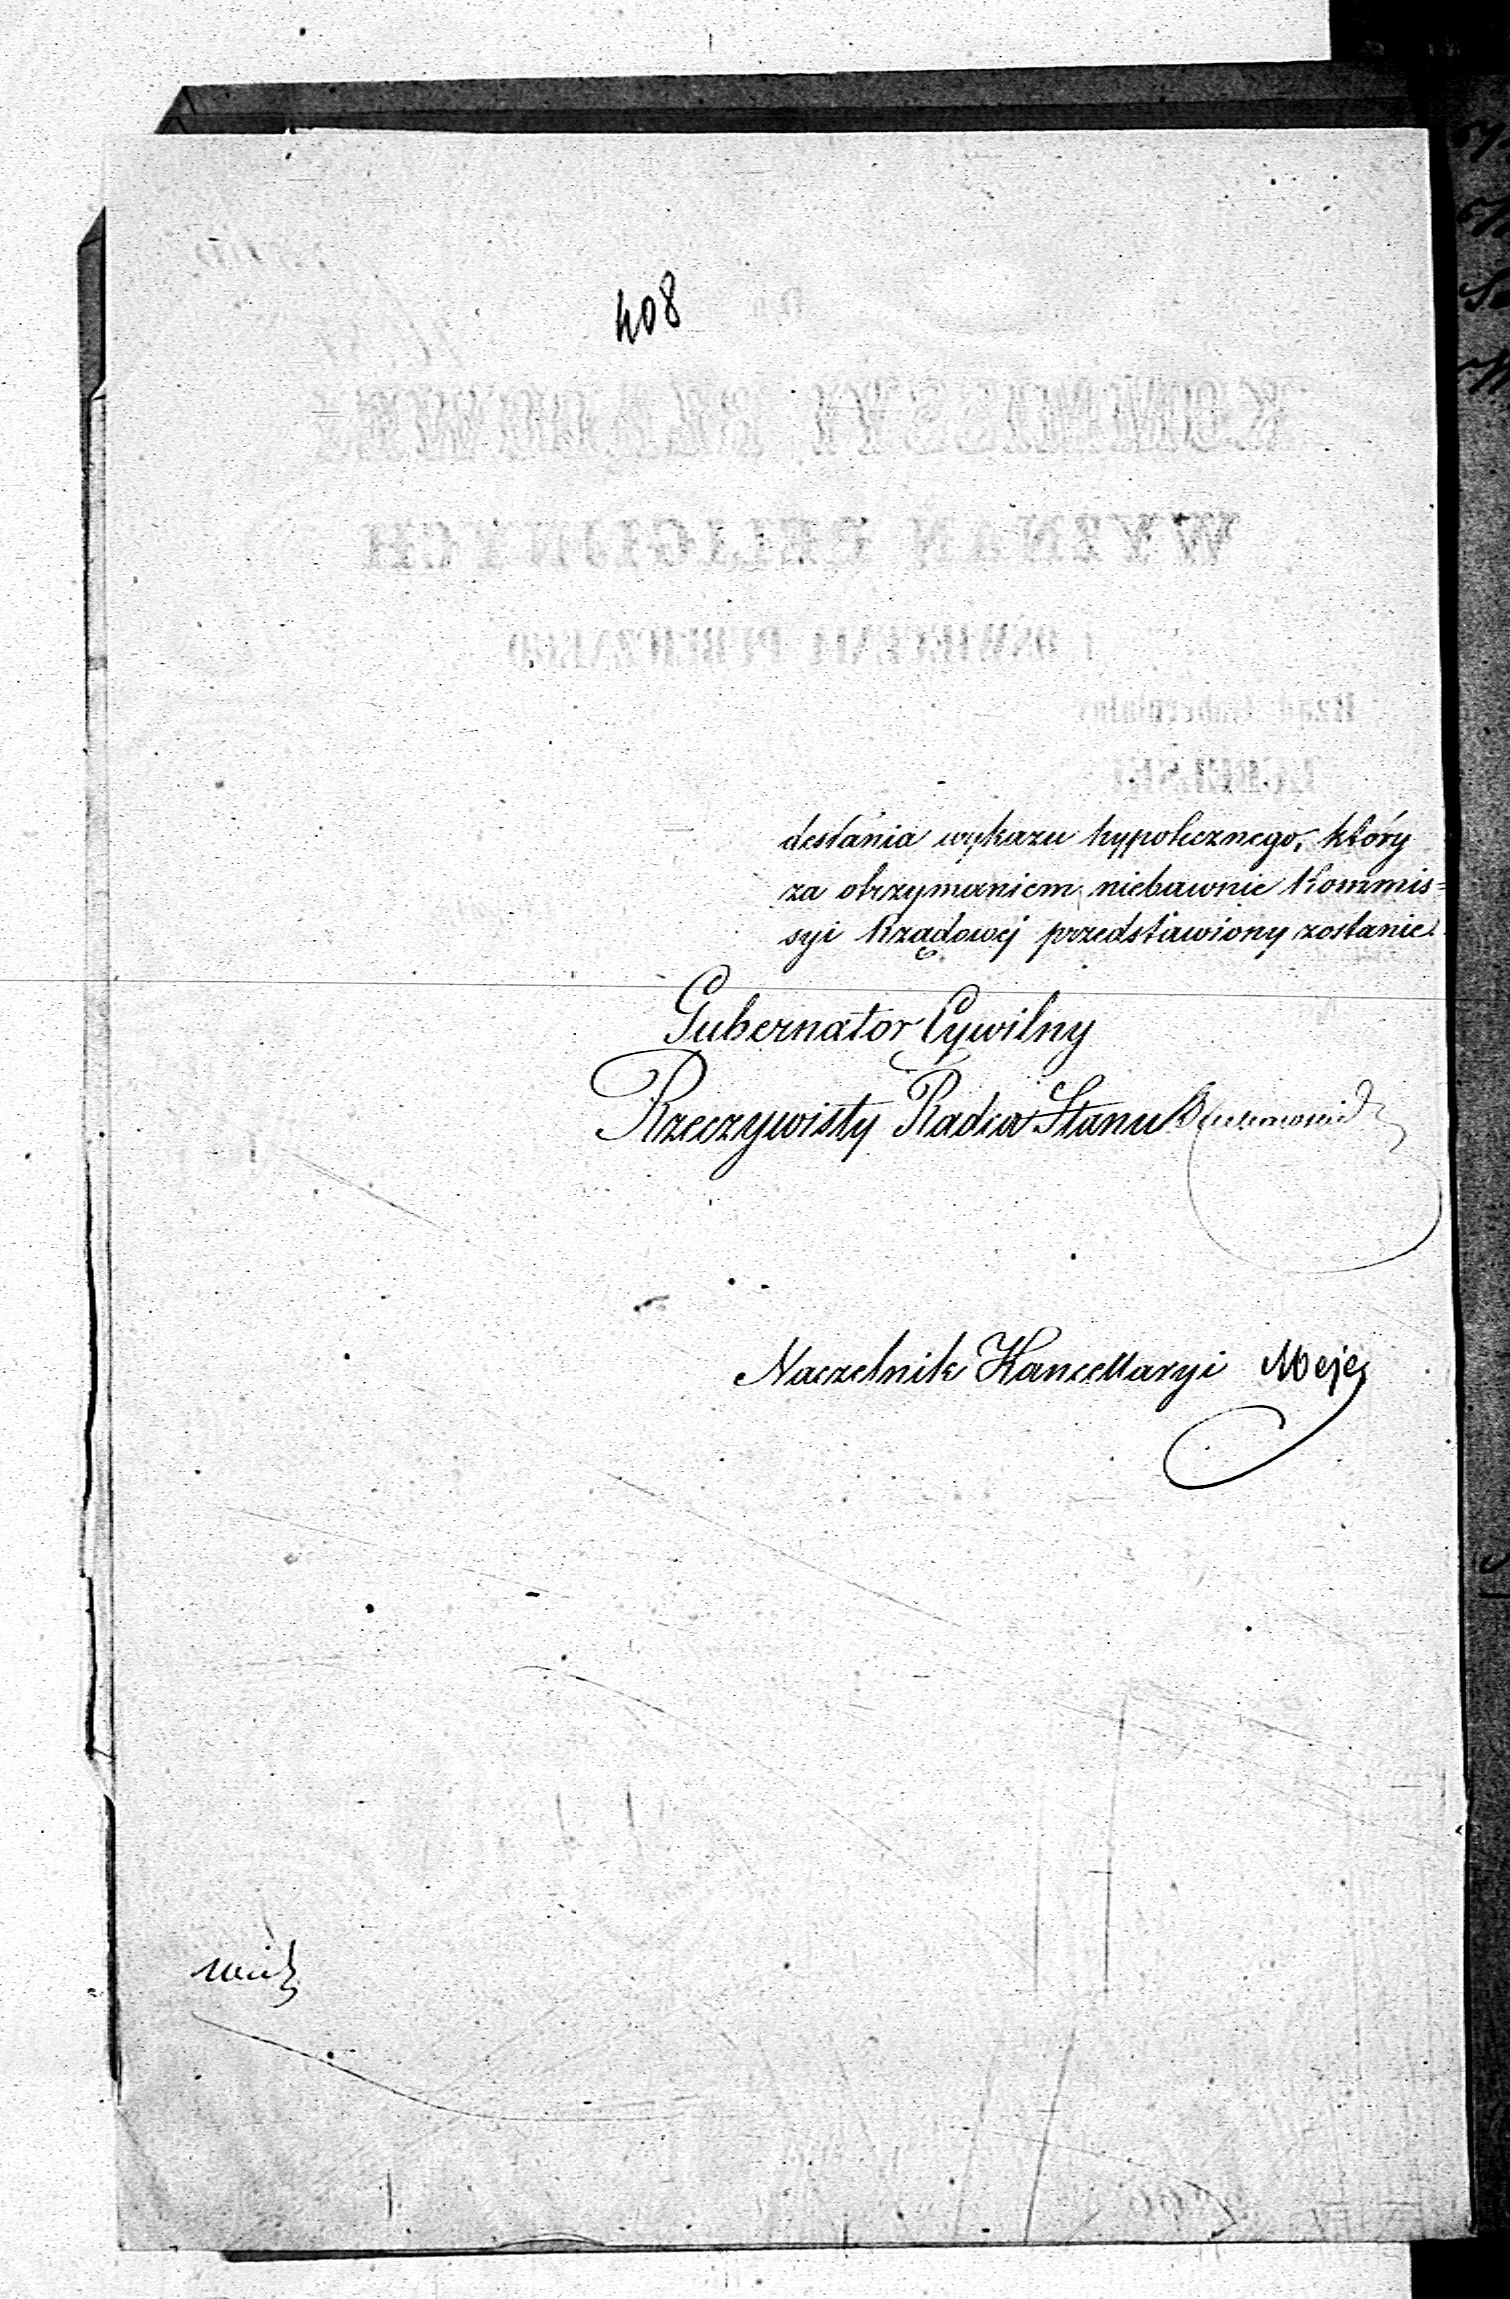 408
desłania wykazu hypotecznego, który
za otrzymaniem niebawnie Kommis=
syi Rządowej przedstawiony zostanie.
Gubernator Cywilny
Rzeczywisty Radca Stanu
Naczelnik Kancellaryi